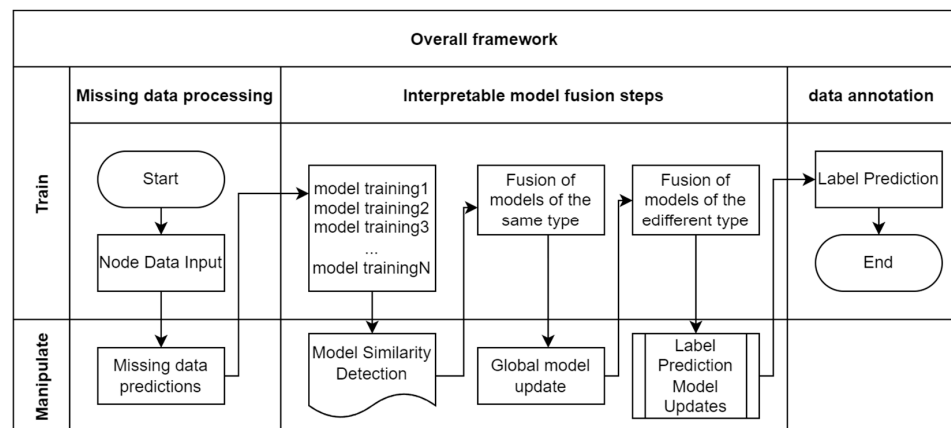 Overall framework
Missing data processing
Interpretable model fusion steps
data annotation
Train
Start
Node Data Input
model training1
model training2
model training3
...
model trainingN
Fusion of
models of the
same type
Fusion of
models of the
edifferent type
Label Prediction
End
Manipulate
Missing data
predictions
Model Similarity
Detection
Global model
update
Label
Prediction
Model
Updates